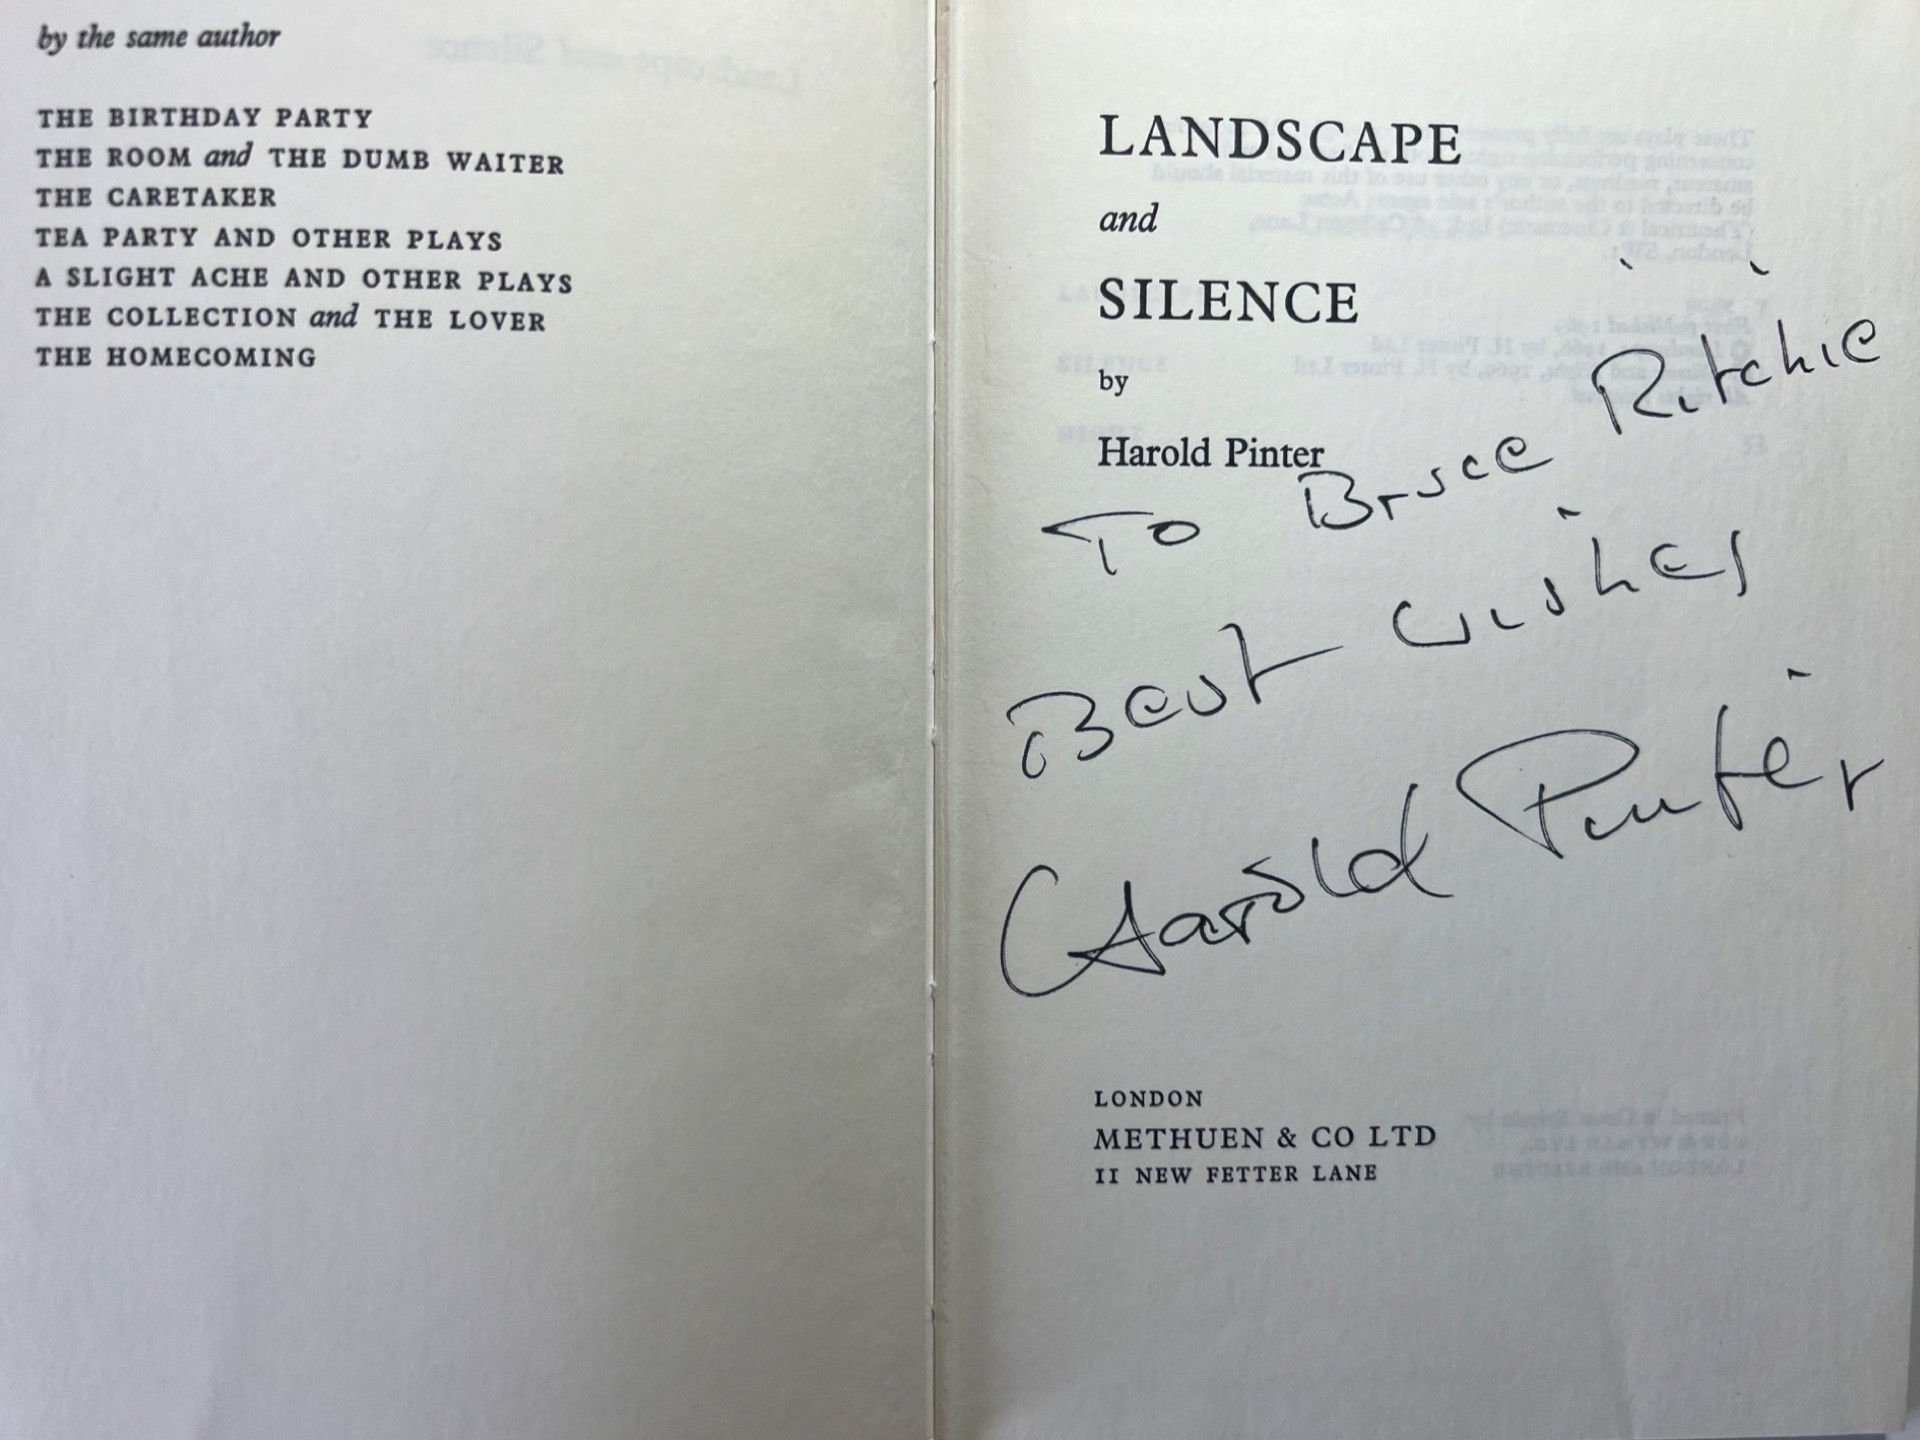 by the same author
THE BIRTHDAY PARTY
THE ROOM and THE DUMB WAITER
THE CARETAKER
TEA PARTY AND OTHER PLAYS
A SLIGHT ACHE AND OTHER PLAYS
THE COLLECTION and THE LOVER
THE HOMECOMING
LANDSCAPE
and
SILENCE
by
Harold Pinter
To Bruce Ritchie
Best wishes
Harold Pinter
LONDON
METHUEN & CO LTD
11 NEW FETTER LANE